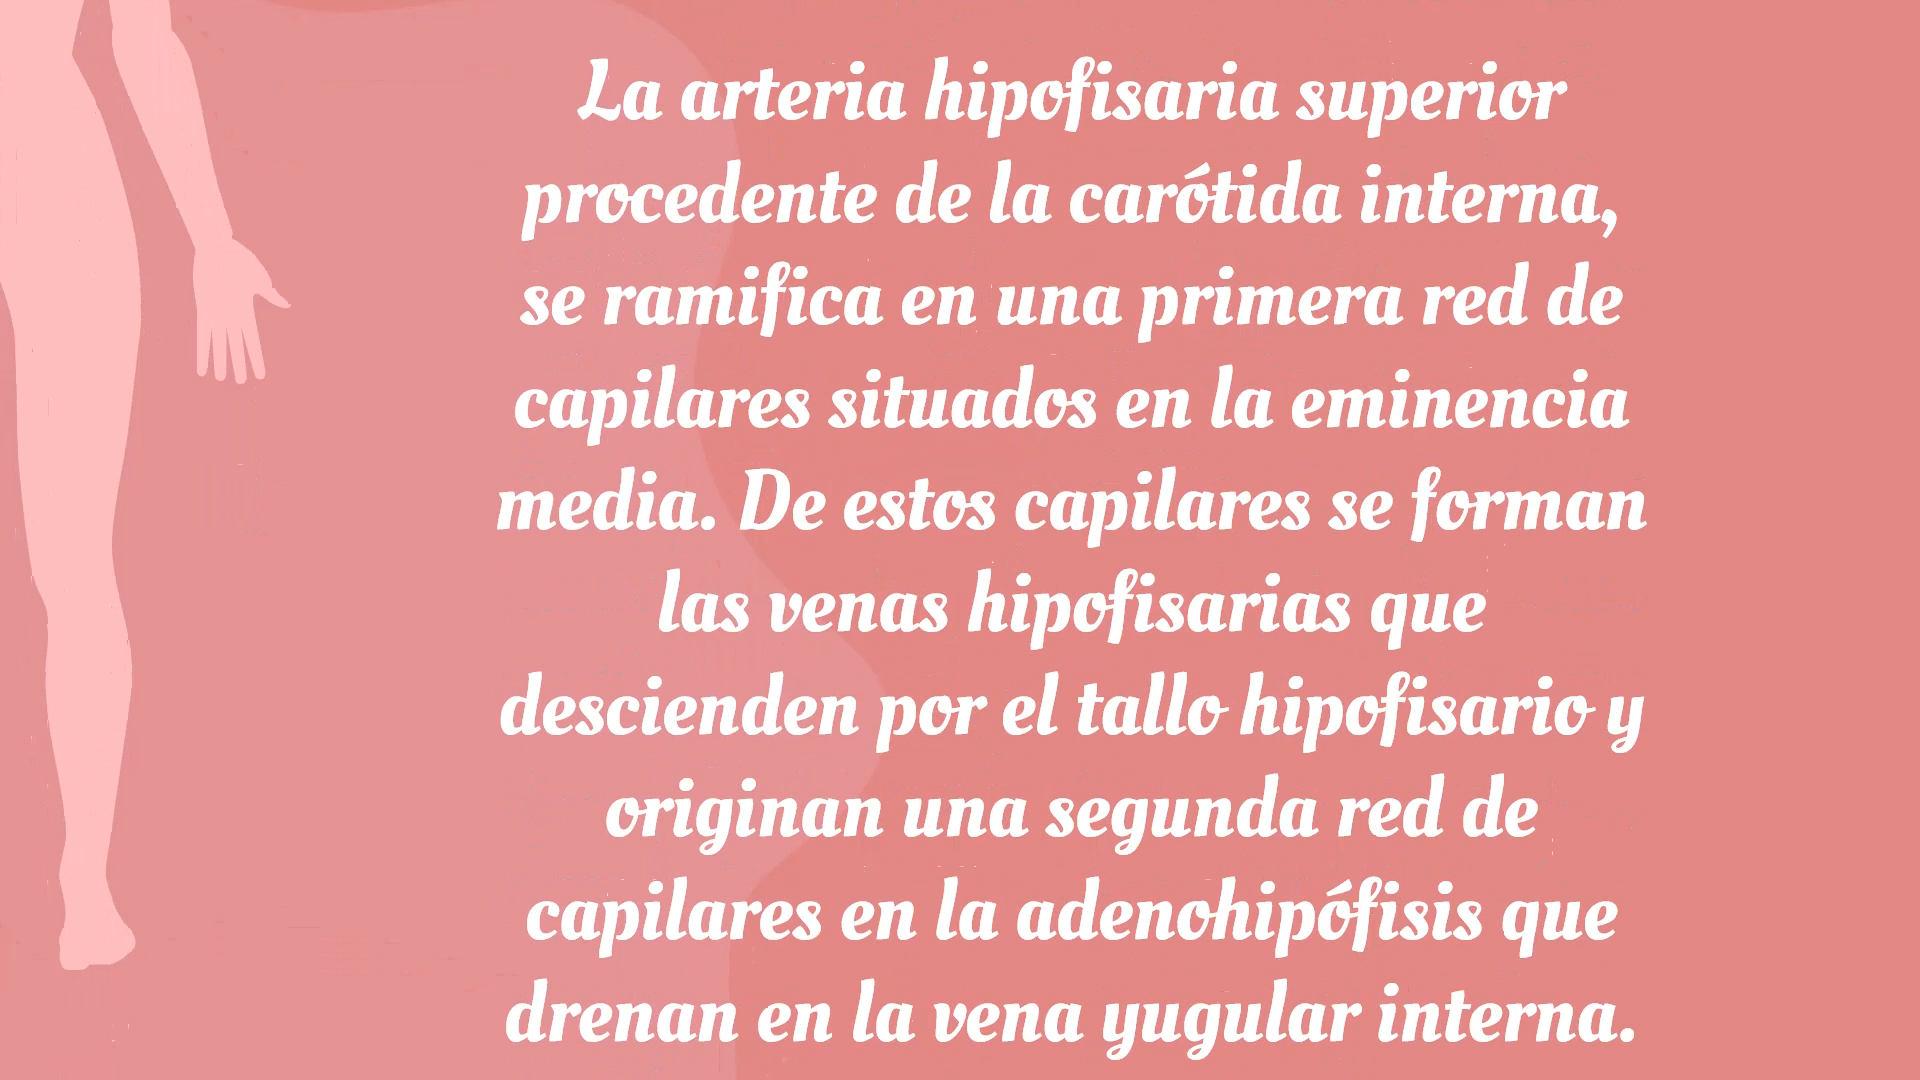 La arteria hipofisaria superior
procedente de la carótida interna,
se ramifica en una primera red de
capilares situados en la eminencia
media. De estos capilares se forman
las venas hipofisarias que
descienden por el tallo hipofisario y
originan una segunda red de
capilares en la adenohipófisis que
drenan en la vena yugular interna.